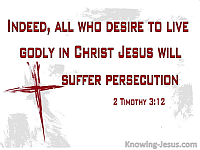 Indeed, all who desire to live
godly in Christ Jesus will
suffer persecution
2 Timothy 3:12
Knowing-Jesus.com